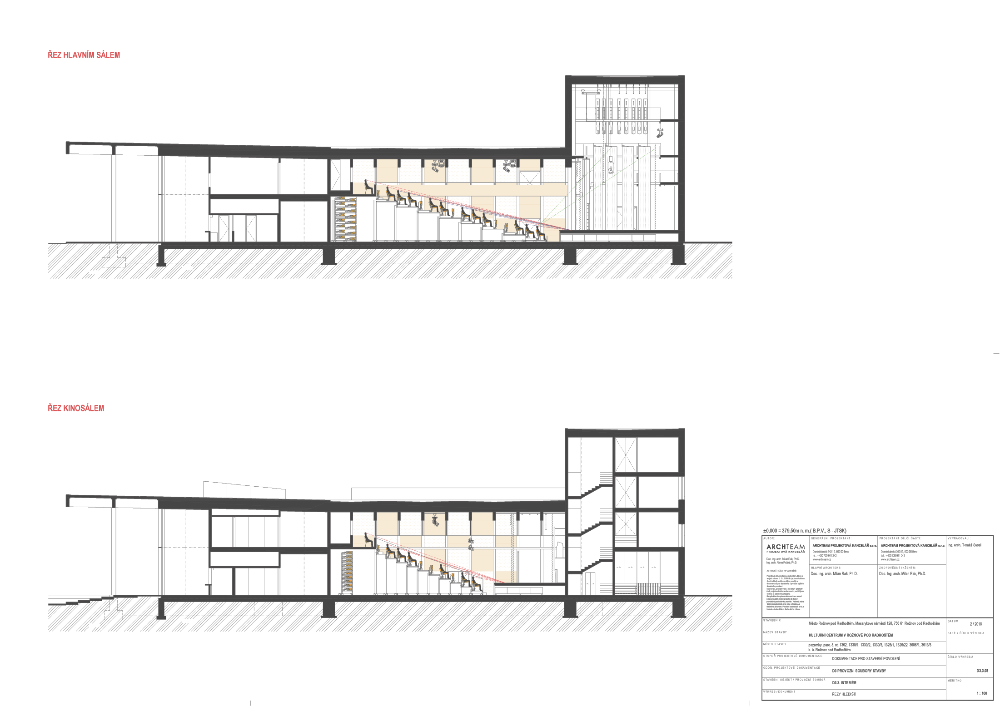 ŘEZ HLAVNÍM SÁLEM
ŘEZ KINOSÁLEM
±0,000 = 379,50m n. m.( B.P.V., S - JTSK)
AUTOR:
ARCHTEAM
PROJEKTOVÁ KANCELÁŘ
Doc. Ing. arch. Milan Rak, Ph.D.
Ing. arch. Alena Režná, Ph.D.
AUTORSKÁ PRÁVA - UPOZORNĚNÍ:
GENERÁLNÍ PROJEKTANT:
ARCHTEAM PROJEKTOVÁ KANCELÁŘ s.r.o.
Dominikánská 342/19, 602 00 Brno
tel.: +420 725 841 242
www.archteam.cz
HLAVNÍ ARCHITEKT:
Doc. Ing. arch. Milan Rak, Ph.D.
PROJEKTANT DÍLČÍ ČÁSTI:
ARCHTEAM PROJEKTOVÁ KANCELÁŘ s.r.o.
Dominikánská 342/19, 602 00 Brno
tel.: +420 725 841 242
www.archteam.cz
ZODPOVĚDNÝ INŽENÝR:
Doc. Ing. arch. Milan Rak, Ph.D.
VYPRACOVALI:
Ing. arch. Tomáš Sysel
STAVEBNÍK
Město Rožnov pod Radhoštěm, Masarykovo náměstí 128, 756 61 Rožnov pod Radhoštěm
DATUM
2 / 2018
NÁZEV STAVBY
KULTURNÍ CENTRUM V ROŽNOVĚ POD RADHOŠTĚM
PARÉ / ČÍSLO VÝTISKU
MÍSTO STAVBY
pozemky. parc. č. st. 1362, 1330/1, 1330/2, 1330/3, 1326/1, 1326/22, 3606/1, 3613/3
k. ú. Rožnov pod Radhoštěm
STUPEŇ PROJEKTOVÉ DOKUMENTACE
DOKUMENTACE PRO STAVEBNÍ POVOLENÍ
ČÍSLO VÝKRESU
D3.3.08
ODDÍL PROJEKTOVÉ DOKUMENTACE
D3 PROVOZNÍ SOUBORY STAVBY
STAVEBNÍ OBJEKT / PROVOZNÍ SOUBOR
D3.3. INTERIÉR
MĚŘÍTKO
1 : 100
VÝKRES / DOKUMENT
ŘEZY HLEDIŠTI